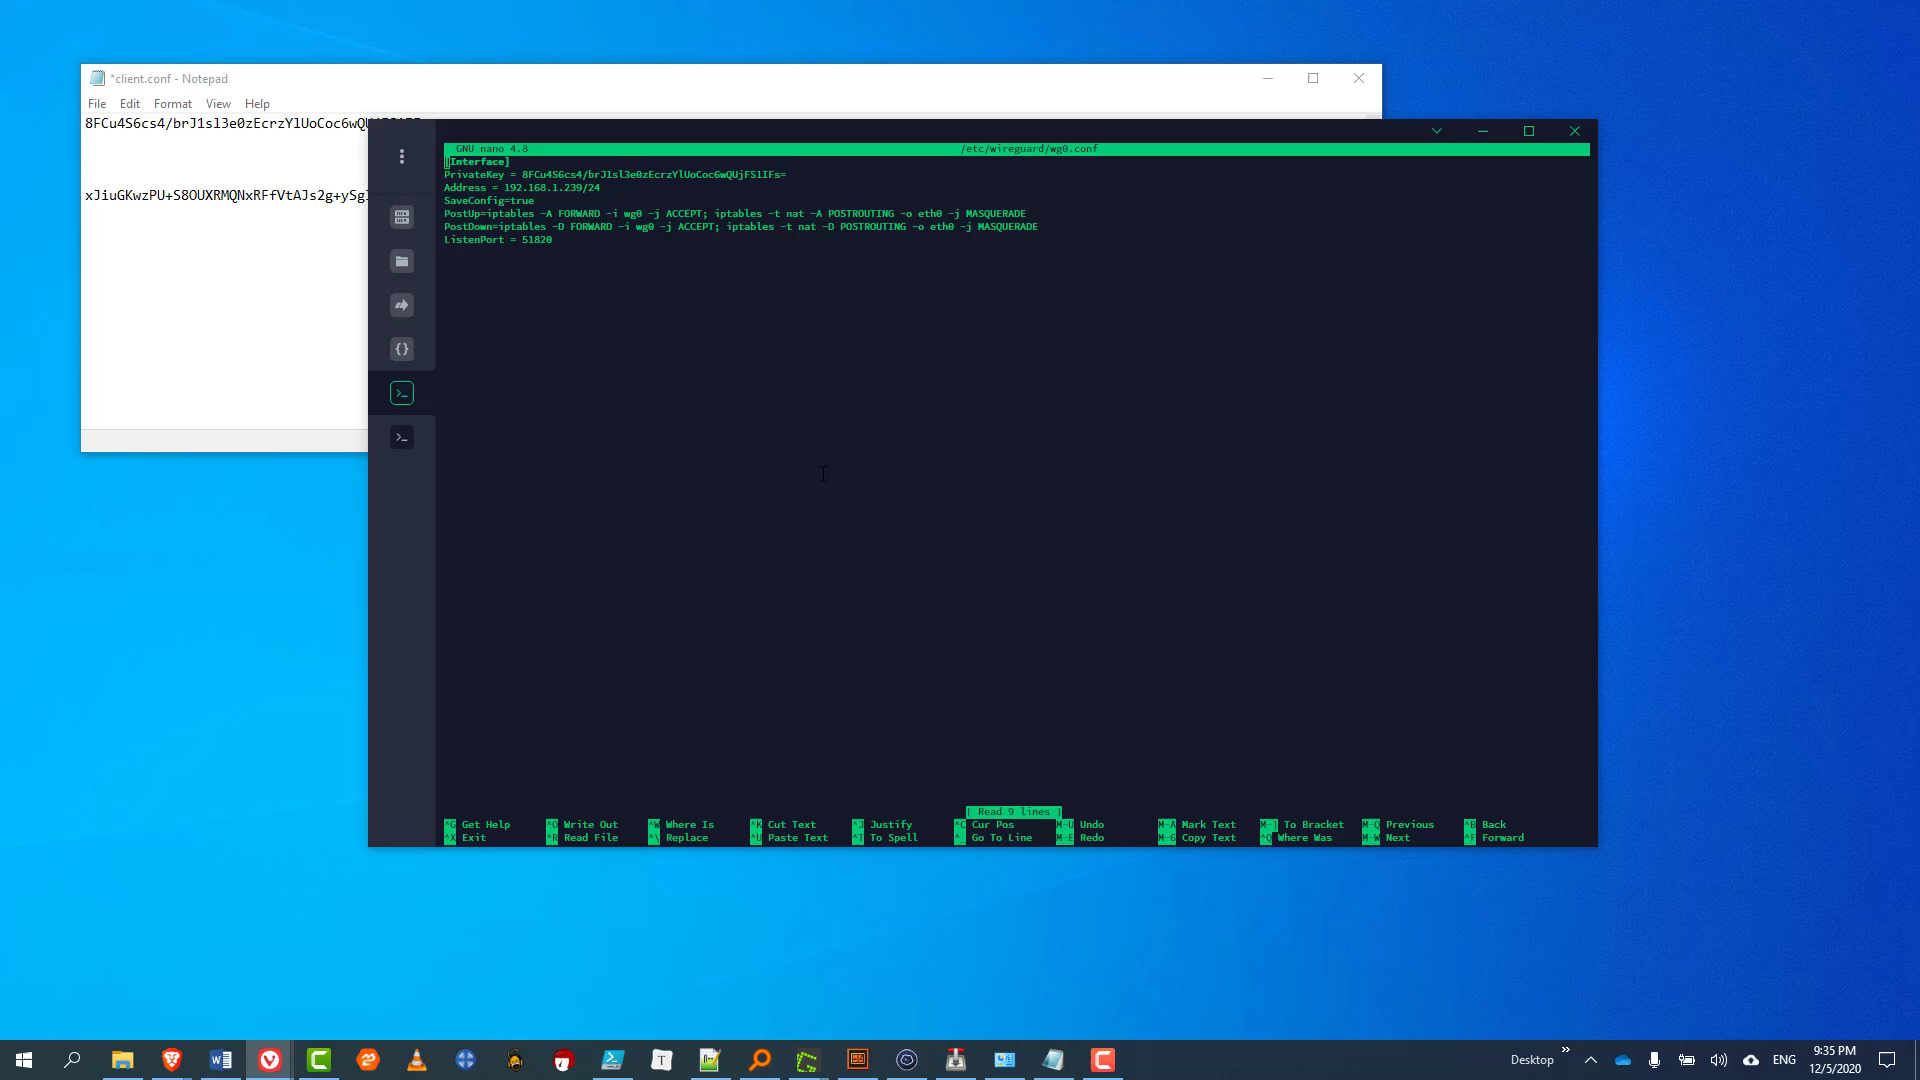 *client.conf - Notepad
File Edit Format View Help
8FCu4S6cs4/brJ1sl3e0zEcrzYlUoCoc6wQU
xJiuGKwzPU+S8OUXRMQNxRFfVtAJs2g+ySg
GNU nano 4.8 /etc/wireguard/wg0.conf
[Interface]
PrivateKey = 8FCu4S6cs4/brJ1sl3e0zEcrzYlUoCoc6wQUjFS1IFs=
Address = 192.168.1.239/24
SaveConfig=true
PostUp=iptables -A FORWARD -i wg0 -j ACCEPT; iptables -t nat -A POSTROUTING -o eth0 -j MASQUERADE
PostDown=iptables -D FORWARD -i wg0 -j ACCEPT; iptables -t nat -D POSTROUTING -o eth0 -j MASQUERADE
ListenPort = 51820
[ Read 9 lines ]
^G Get Help ^O Write Out ^W Where Is ^K Cut Text ^J Justify ^C Cur Pos M-U Undo M-A Mark Text M-] To Bracket M-Q Previous ^B Back
^X Exit ^R Read File ^\ Replace ^U Paste Text ^T To Spell ^_ Go To Line M-E Redo M-6 Copy Text ^Q Where Was M-W Next ^F Forward
Desktop
ENG
9:35 PM
12/5/2020